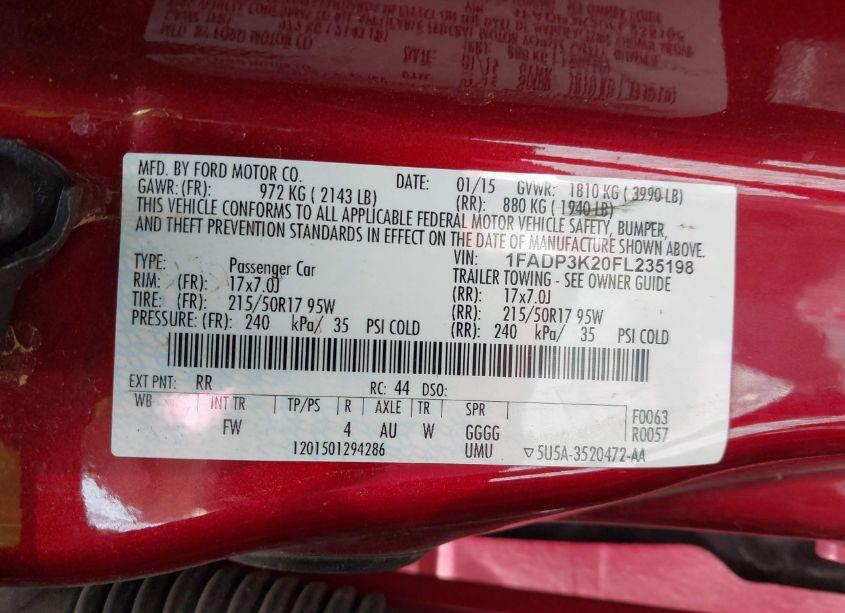 MFD. BY FORD MOTOR CO. DATE: 01/15 GVWR: 1810 KG ( 3990 LB)
GAWR: (FR): 972 KG ( 2143 LB) (RR): 880 KG ( 1940 LB)
THIS VEHICLE CONFORMS TO ALL APPLICABLE FEDERAL MOTOR VEHICLE SAFETY, BUMPER,
AND THEFT PREVENTION STANDARDS IN EFFECT ON THE DATE OF MANUFACTURE SHOWN ABOVE.
VIN: 1FADP3K20FL235198
TYPE: Passenger Car TRAILER TOWING - SEE OWNER GUIDE
RIM: (FR): 17x7.0J (RR): 17x7.0J
TIRE: (FR): 215/50R17 95W (RR): 215/50R17 95W
PRESSURE: (FR): 240 kPa/ 35 PSI COLD (RR): 240 kPa/ 35 PSI COLD
EXT PNT: RR RC: 44 DSO:
WB INT TR TP/PS R AXLE TR SPR F0063
FW 4 AU W GGGG R0057
1201501294286 UMU ▽5U5A-3520472-AA